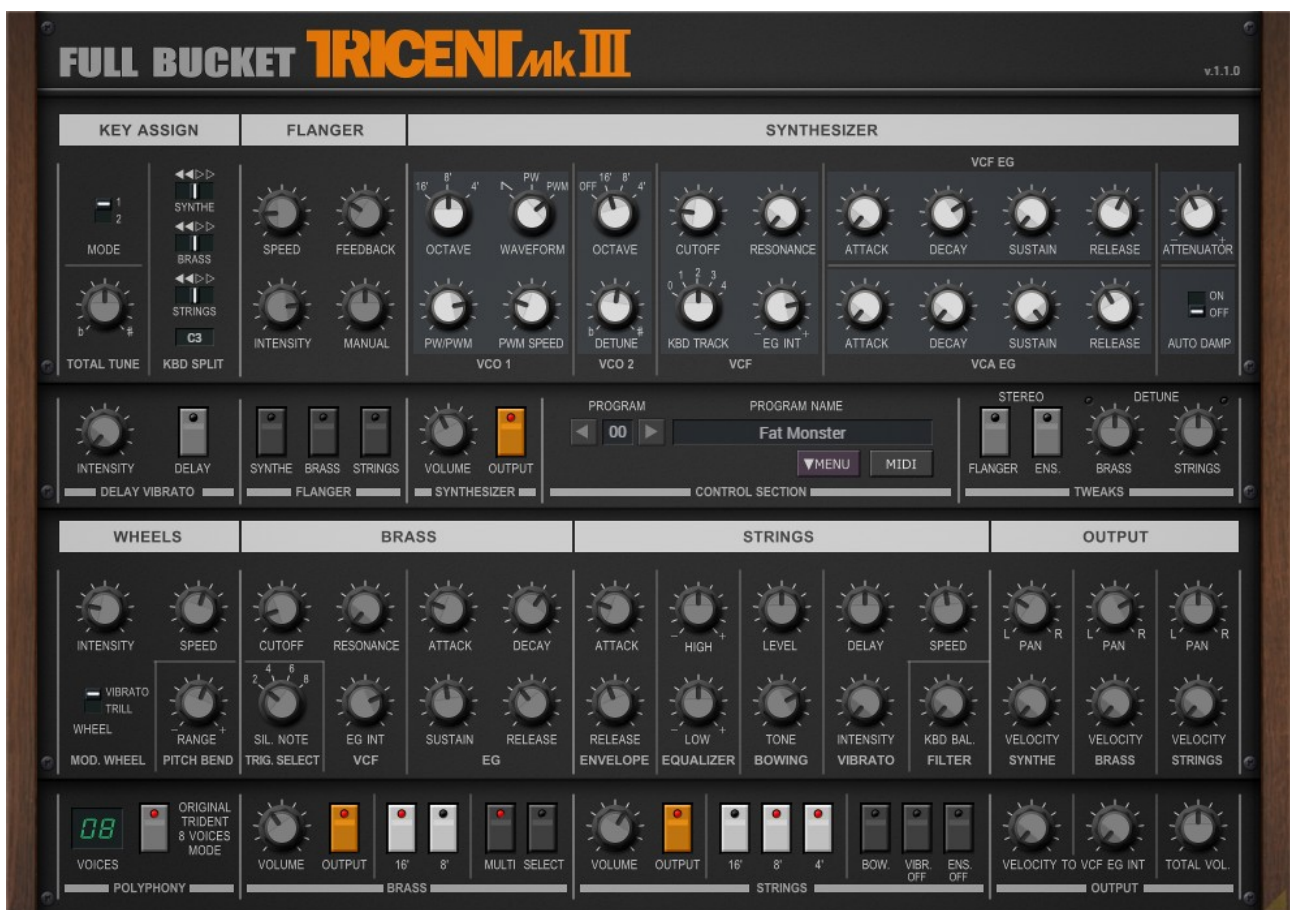 FULL BUCKET TRICENT mk III
v.1.1.0
KEY ASSIGN FLANGER SYNTHESIZER
VCF EG
1
2
MODE
SYNTHE
BRASS
STRINGS
C3
b #
TOTAL TUNE KBD SPLIT
SPEED FEEDBACK
INTENSITY MANUAL
16' 8' 4' PW PWM OFF 16' 8' 4'
OCTAVE WAVEFORM OCTAVE CUTOFF RESONANCE ATTACK DECAY SUSTAIN RELEASE - + ATTENUATOR
0 1 2 3 4
b # - + ON
OFF
PW/PWM PWM SPEED DETUNE KBD TRACK EG INT ATTACK DECAY SUSTAIN RELEASE AUTO DAMP
VCO 1 VCO 2 VCF VCA EG
PROGRAM PROGRAM NAME STEREO DETUNE
00 Fat Monster
▼MENU MIDI
INTENSITY DELAY SYNTHE BRASS STRINGS VOLUME OUTPUT FLANGER ENS. BRASS STRINGS
DELAY VIBRATO FLANGER SYNTHESIZER CONTROL SECTION TWEAKS
WHEELS BRASS STRINGS OUTPUT
INTENSITY SPEED CUTOFF RESONANCE ATTACK DECAY ATTACK - HIGH + LEVEL DELAY SPEED L PAN R L PAN R L PAN R
VIBRATO
TRILL
WHEEL
2 4 6 8
- RANGE + SIL. NOTE EG INT SUSTAIN RELEASE RELEASE - LOW + TONE INTENSITY KBD BAL. VELOCITY VELOCITY VELOCITY
MOD. WHEEL PITCH BEND TRIG. SELECT VCF EG ENVELOPE EQUALIZER BOWING VIBRATO FILTER SYNTHE BRASS STRINGS
08
ORIGINAL
TRIDENT
8 VOICES
MODE
VOICES VOLUME OUTPUT 16' 8' MULTI SELECT VOLUME OUTPUT 16' 8' 4' BOW. VIBR. OFF ENS. OFF VELOCITY TO VCF EG INT TOTAL VOL.
POLYPHONY BRASS STRINGS OUTPUT